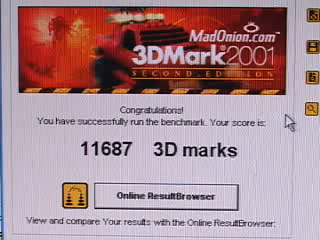 MadOnion.com
3DMark2001
SECOND EDITION
Congratulations!
You have successfully run the benchmark. Your score is:
11687 3D marks
Online ResultBrowser
View and compare Your results with the Online ResultBrowser: